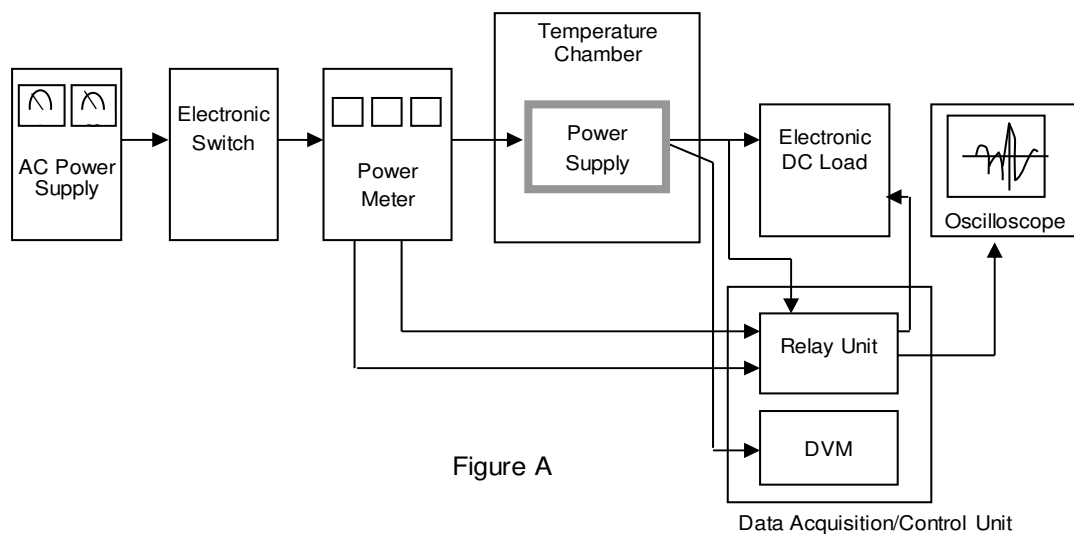 Temperature
Chamber
AC Power
Supply
Electronic
Switch
Power
Meter
Power
Supply
Electronic
DC Load
Oscilloscope
Relay Unit
DVM
Figure A
Data Acquisition/Control Unit